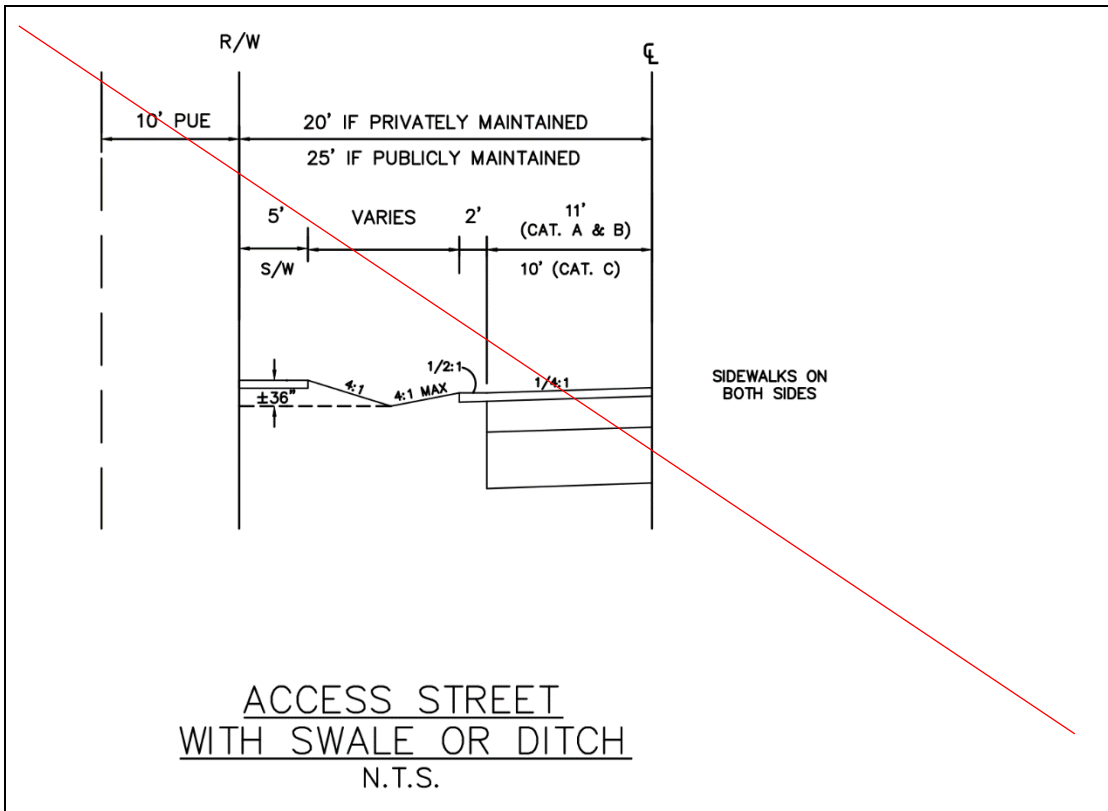 R/W
℄
10' PUE
20' IF PRIVATELY MAINTAINED
25' IF PUBLICLY MAINTAINED
5'
VARIES
2'
11'
(CAT. A & B)
S/W
10' (CAT. C)
±36"
4:1
4:1 MAX
1/2:1
1/4:1
SIDEWALKS ON
BOTH SIDES
ACCESS STREET
WITH SWALE OR DITCH
N.T.S.